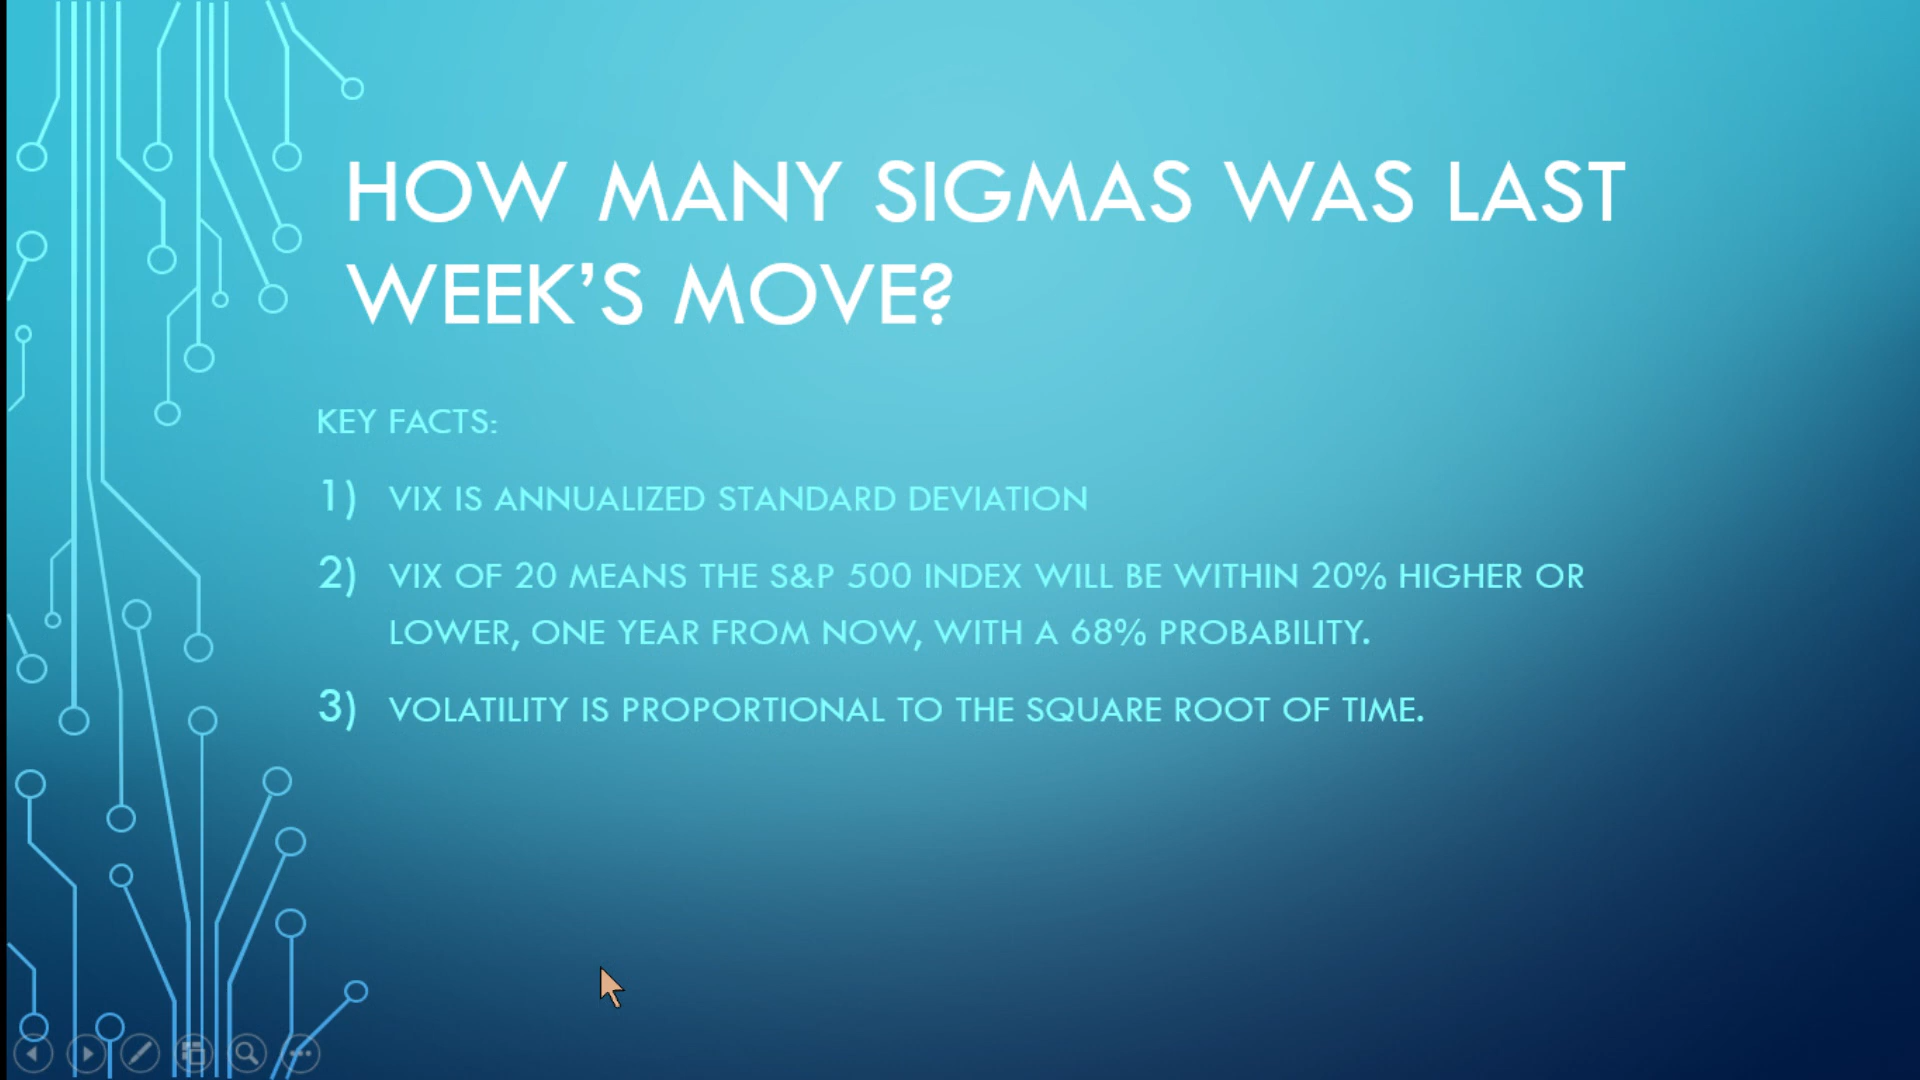 HOW MANY SIGMAS WAS LAST
WEEK’S MOVE?
KEY FACTS:
1) VIX IS ANNUALIZED STANDARD DEVIATION
2) VIX OF 20 MEANS THE S&P 500 INDEX WILL BE WITHIN 20% HIGHER OR
LOWER, ONE YEAR FROM NOW, WITH A 68% PROBABILITY.
3) VOLATILITY IS PROPORTIONAL TO THE SQUARE ROOT OF TIME.